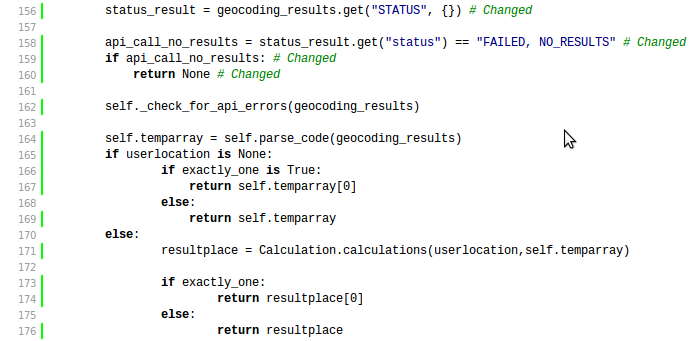 156 status_result = geocoding_results.get("STATUS", {}) # Changed
157
158 api_call_no_results = status_result.get("status") == "FAILED, NO_RESULTS" # Changed
159 if api_call_no_results: # Changed
160 return None # Changed
161
162 self._check_for_api_errors(geocoding_results)
163
164 self.temparray = self.parse_code(geocoding_results)
165 if userlocation is None:
166 if exactly_one is True:
167 return self.temparray[0]
168 else:
169 return self.temparray
170 else:
171 resultplace = Calculation.calculations(userlocation,self.temparray)
172
173 if exactly_one:
174 return resultplace[0]
175 else:
176 return resultplace